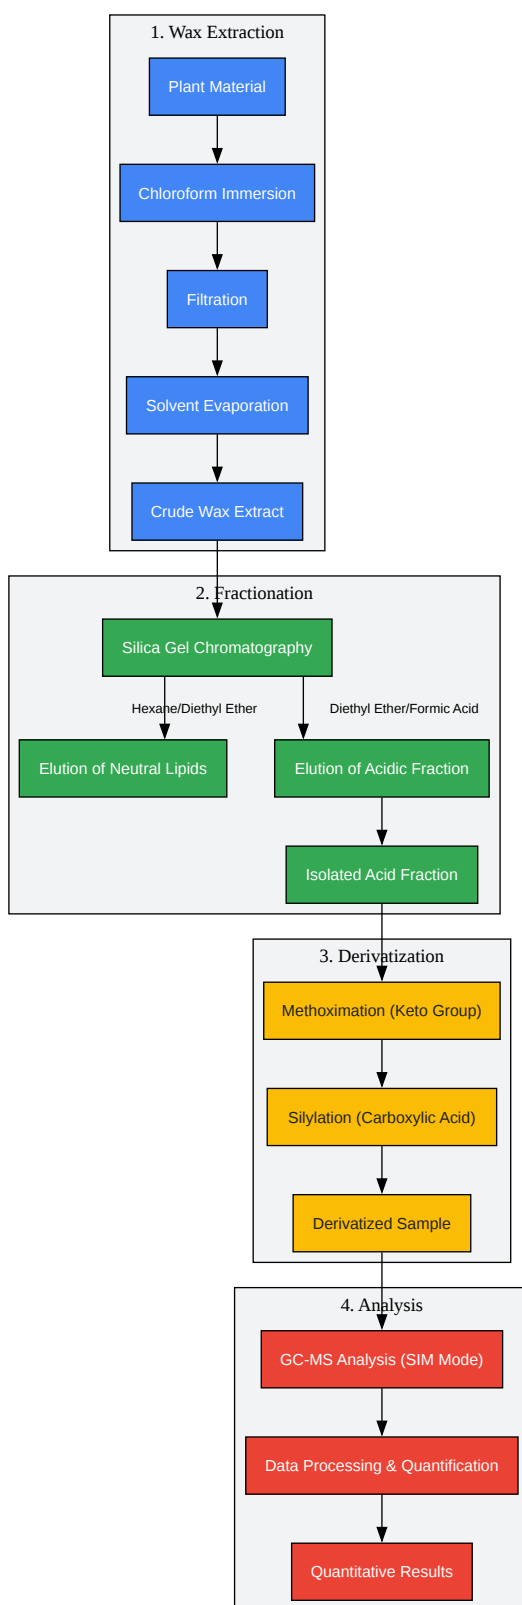 1. Wax Extraction
Plant Material
Chloroform Immersion
Filtration
Solvent Evaporation
Crude Wax Extract
2. Fractionation
Silica Gel Chromatography
Hexane/Diethyl Ether
Diethyl Ether/Formic Acid
Elution of Neutral Lipids
Elution of Acidic Fraction
Isolated Acid Fraction
3. Derivatization
Methoximation (Keto Group)
Silylation (Carboxylic Acid)
Derivatized Sample
4. Analysis
GC-MS Analysis (SIM Mode)
Data Processing & Quantification
Quantitative Results